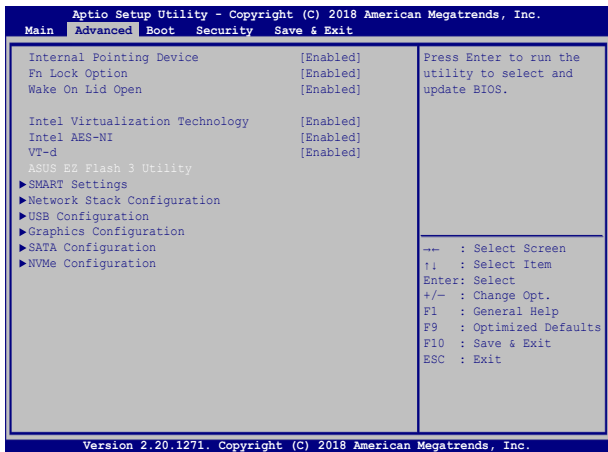 Aptio Setup Utility - Copyright (C) 2018 American Megatrends, Inc.
Main Advanced Boot Security Save & Exit
Internal Pointing Device [Enabled]
Fn Lock Option [Enabled]
Wake On Lid Open [Enabled]
Intel Virtualization Technology [Enabled]
Intel AES-NI [Enabled]
VT-d [Enabled]
ASUS EZ Flash 3 Utility
▶SMART Settings
▶Network Stack Configuration
▶USB Configuration
▶Graphics Configuration
▶SATA Configuration
▶NVMe Configuration
Press Enter to run the
utility to select and
update BIOS.
→← : Select Screen
↑↓ : Select Item
Enter: Select
+/— : Change Opt.
F1 : General Help
F9 : Optimized Defaults
F10 : Save & Exit
ESC : Exit
Version 2.20.1271. Copyright (C) 2018 American Megatrends, Inc.